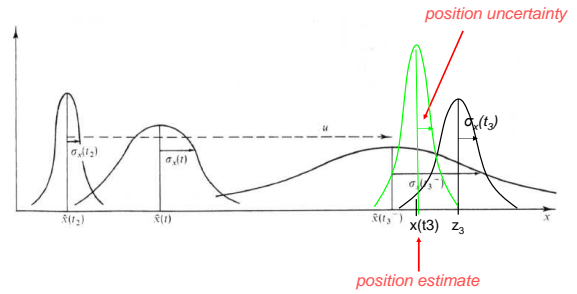 position uncertainty
u
σx(t2)
σx(t)
σx(t3⁻)
σx(t3)
x̂(t2)
x̂(t)
x̂(t3⁻)
x(t3)
z3
x
position estimate